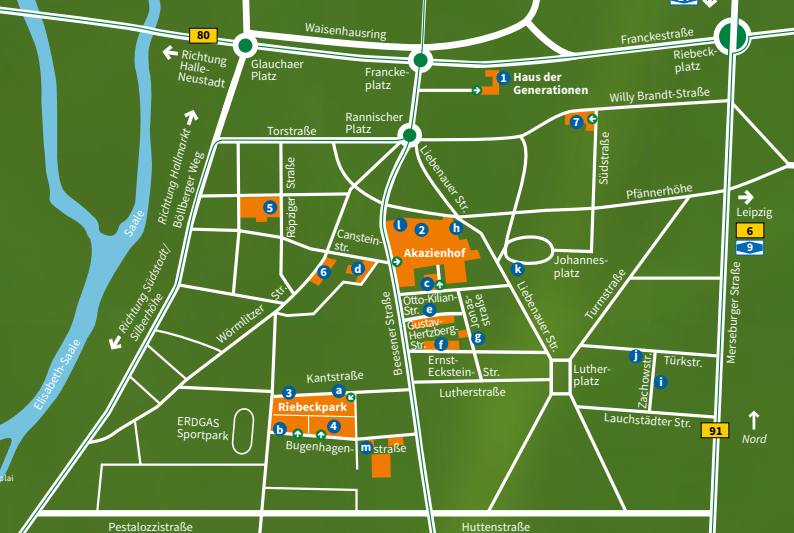 80
Waisenhausring
Franckestraße
Richtung
Halle-
Neustadt
Glauchaer
Platz
Francke-
platz
Riebeck-
platz
1
Haus der
Generationen
Willy Brandt-Straße
Rannischer
Platz
Torstraße
7
Südstraße
Richtung Hallmarkt
Böllberger Weg
Liebenauer Str.
Pfännerhöhe
Röpziger Straße
5
Saale
Leipzig
6
9
l
2
h
Akazienhof
Canstein-
str.
6
d
k
Johannes-
platz
c
Richtung Südstadt/
Silberhöhe
Otto-Kilian-
Str.
e
Jonas-
straße
Gustav-
Hertzberg-
Str.
f
g
Wörmlitzer Str.
Beesener Straße
Liebenauer Str.
Turmstraße
Merseburger Straße
Elisabeth-Saale
Ernst-
Eckstein- Str.
Kantstraße
Lutherstraße
Luther-
platz
j
Türkstr.
Zachowstr.
i
3
a
Riebeckpark
b
4
ERDGAS
Sportpark
Bugenhagen-
m
straße
Lauchstädter Str.
91
Nord
plai
Pestalozzistraße
Huttenstraße